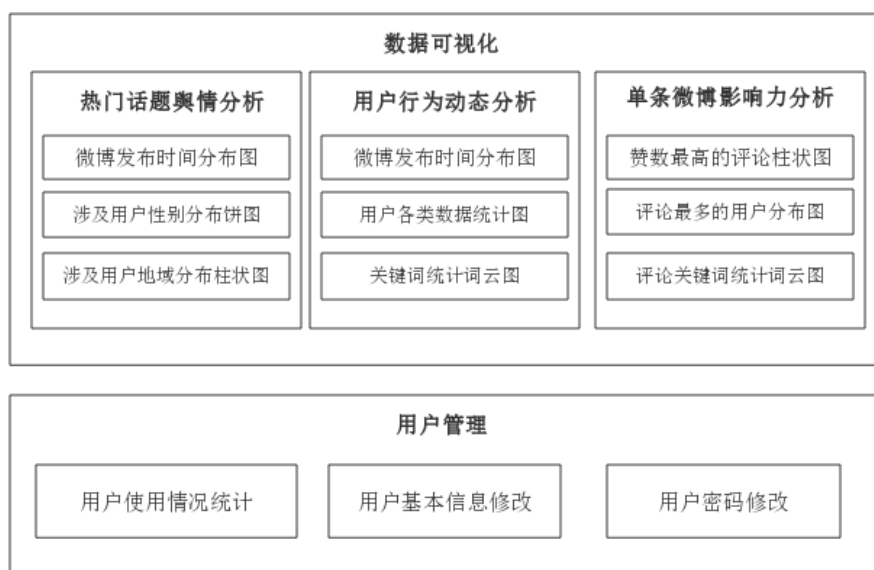 数据可视化
热门话题舆情分析
微博发布时间分布图
涉及用户性别分布饼图
涉及用户地域分布柱状图
用户行为动态分析
微博发布时间分布图
用户各类数据统计图
关键词统计词云图
单条微博影响力分析
赞数最高的评论柱状图
评论最多的用户分布图
评论关键词统计词云图
用户管理
用户使用情况统计
用户基本信息修改
用户密码修改